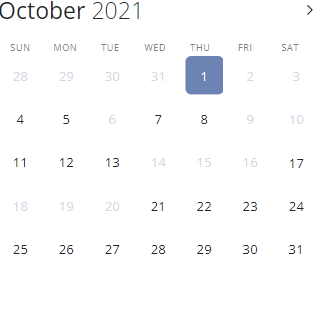 October 2021
SUN MON TUE WED THU FRI SAT
28 29 30 31 1 2 3
4 5 6 7 8 9 10
11 12 13 14 15 16 17
18 19 20 21 22 23 24
25 26 27 28 29 30 31